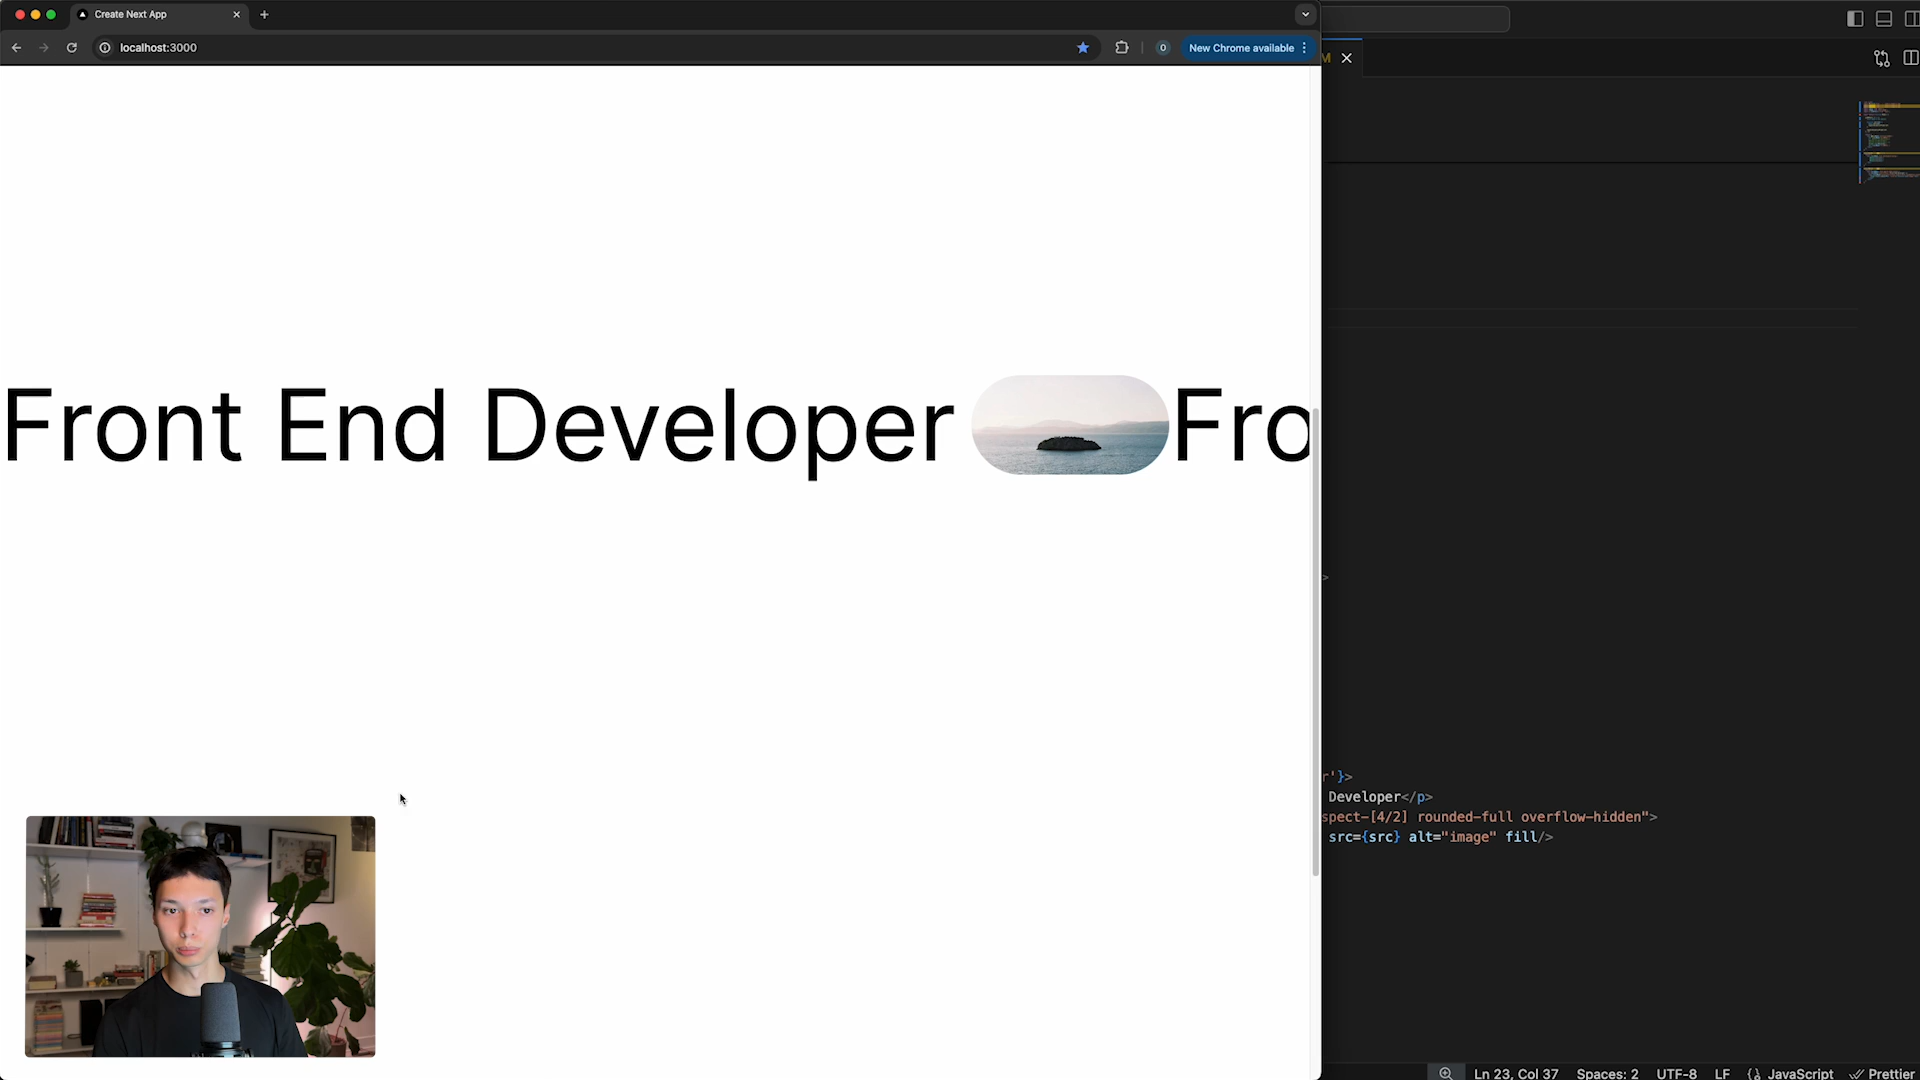 Create Next App
localhost:3000
0
New Chrome available
M
Front End Developer
Fro
>
r'}>
Developer</p>
spect-[4/2] rounded-full overflow-hidden">
src={src} alt="image" fill/>
Ln 23, Col 37
Spaces: 2
UTF-8
LF
{} JavaScript
Prettier